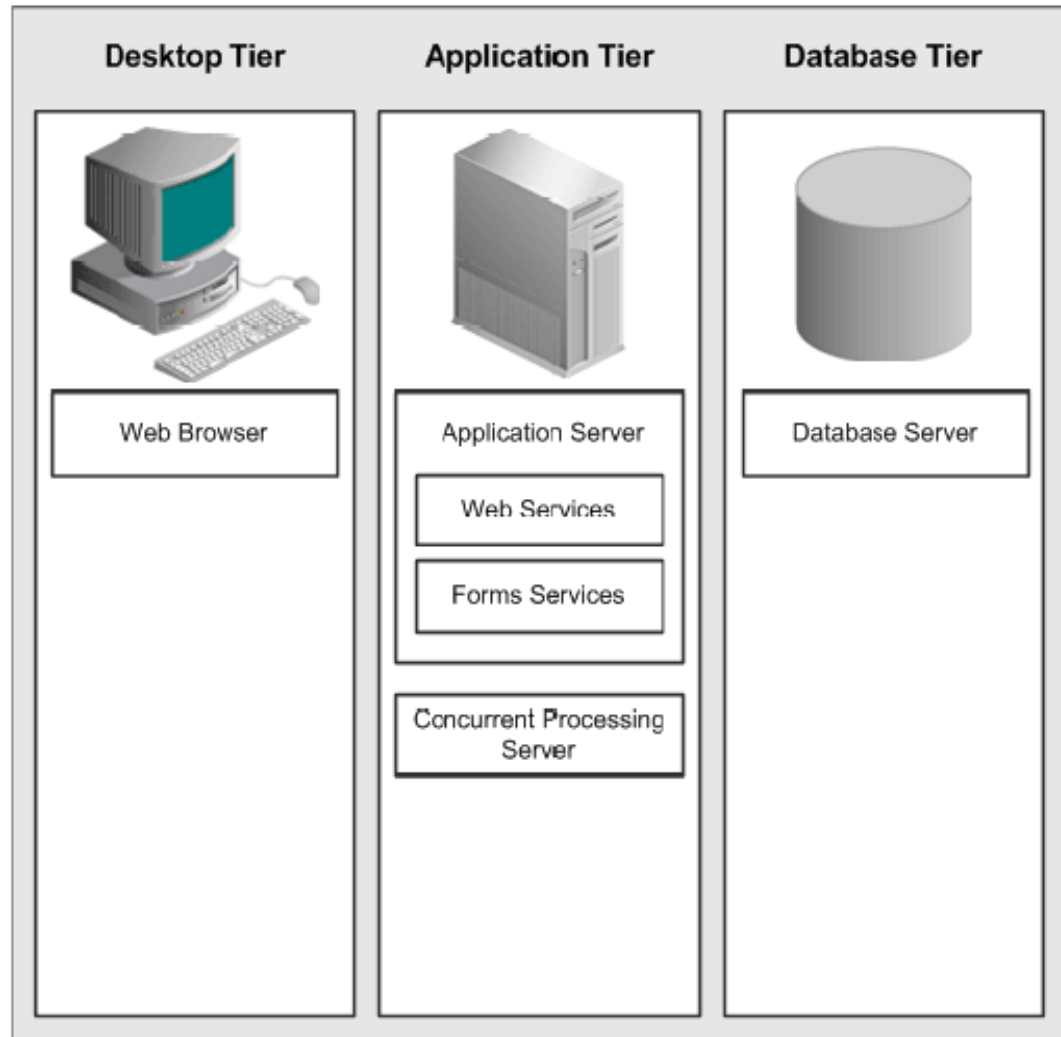 Desktop Tier
Application Tier
Database Tier
Web Browser
Application Server
Web Services
Forms Services
Concurrent Processing
Server
Database Server